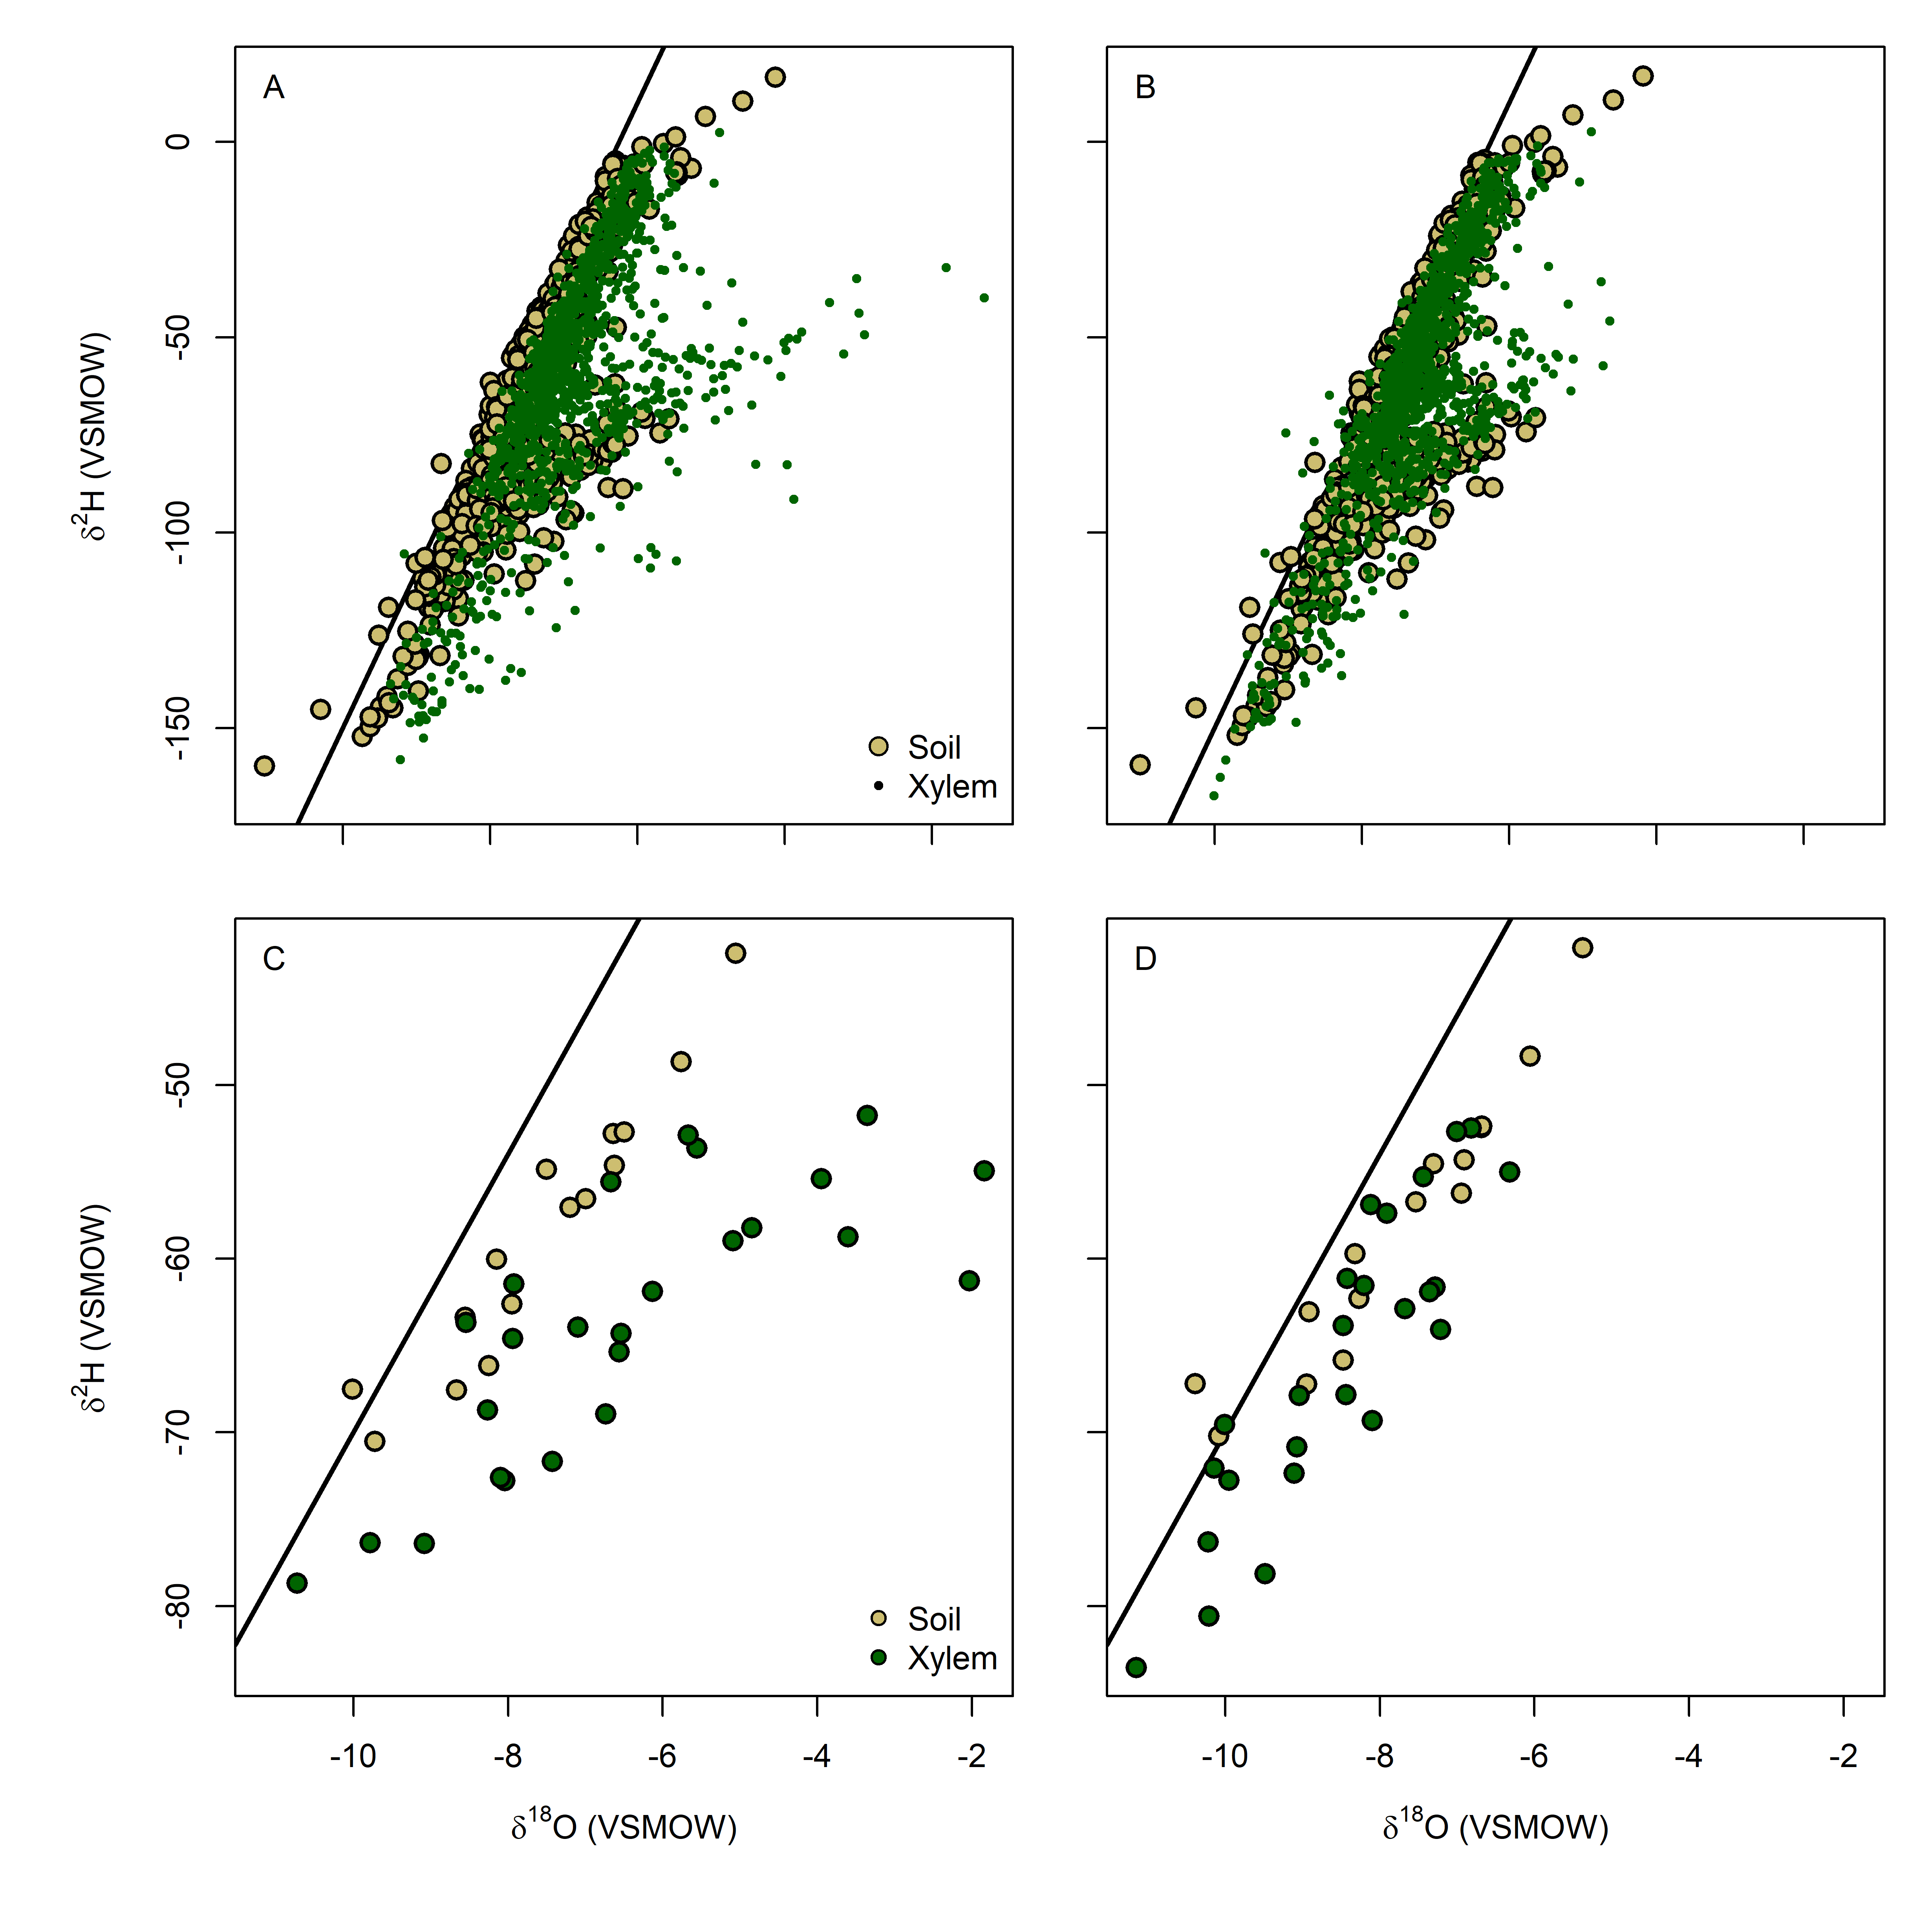 A
B
0
-50
-100
-150
δ2H (VSMOW)
Soil
Xylem
C
D
-50
-60
-70
-80
δ2H (VSMOW)
Soil
Xylem
-10 -8 -6 -4 -2
-10 -8 -6 -4 -2
δ18O (VSMOW)
δ18O (VSMOW)